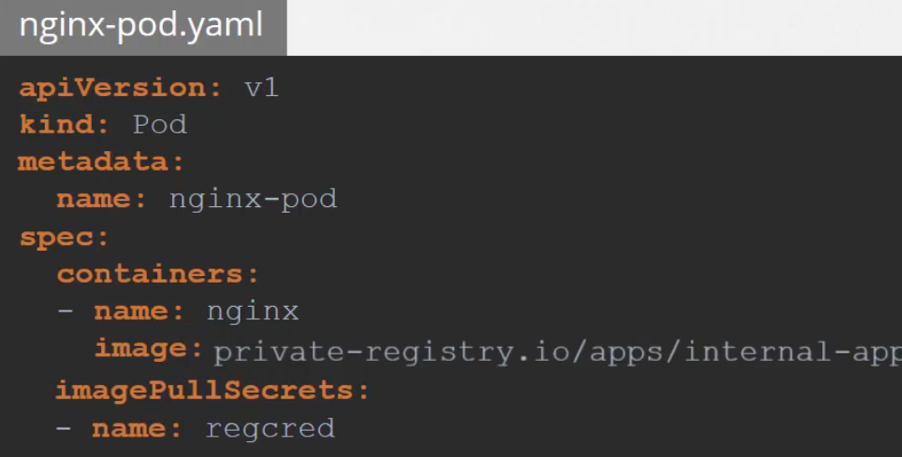 nginx-pod.yaml
apiVersion: v1
kind: Pod
metadata:
  name: nginx-pod
spec:
  containers:
  - name: nginx
    image: private-registry.io/apps/internal-app
  imagePullSecrets:
  - name: regcred